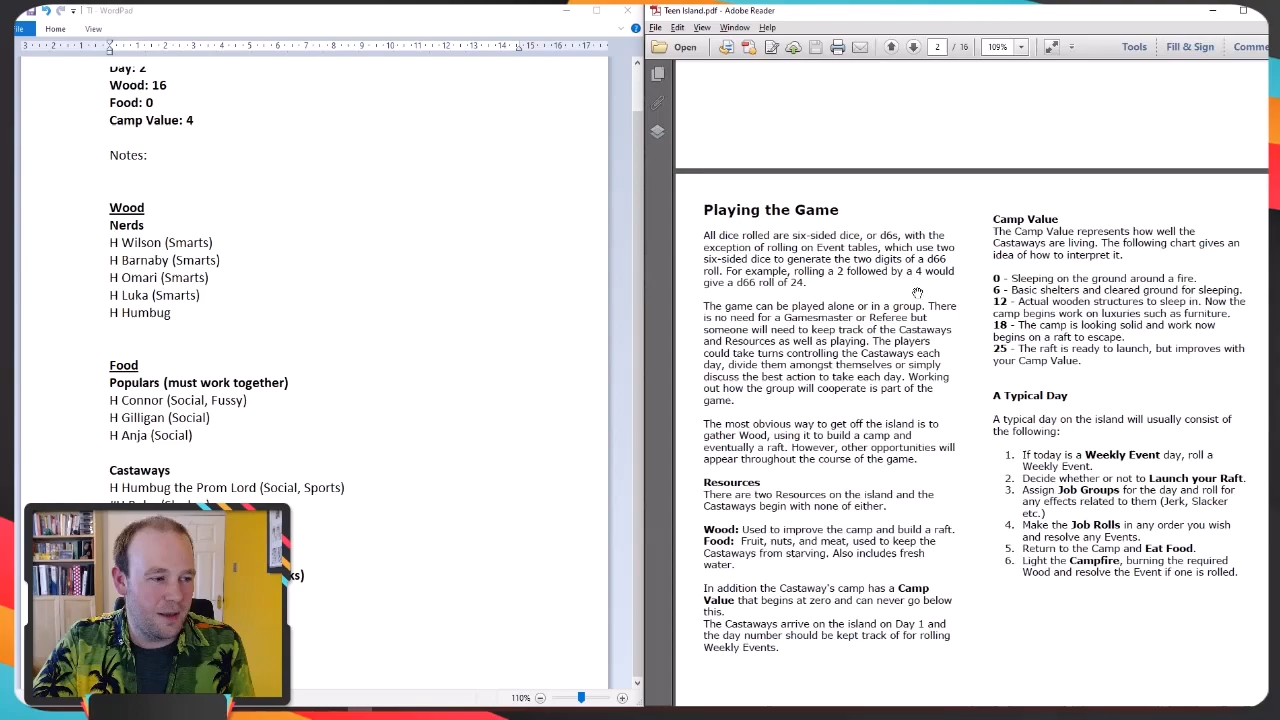 TI - WordPad
File
Home
View
3 2 1 1 2 3 4 5 6 7 8 9 10 11 12 13 14 15 16 17
Day: 2
Wood: 16
Food: 0
Camp Value: 4
Notes:
Wood
Nerds
H Wilson (Smarts)
H Barnaby (Smarts)
H Omari (Smarts)
H Luka (Smarts)
H Humbug
Food
Populars (must work together)
H Connor (Social, Fussy)
H Gilligan (Social)
H Anja (Social)
Castaways
H Humbug the Prom Lord (Social, Sports)
110%
Teen Island.pdf - Adobe Reader
File Edit View Window Help
Open
2 / 16
109%
Tools
Fill & Sign
Comme
Playing the Game
All dice rolled are six-sided dice, or d6s, with the
exception of rolling on Event tables, which use two
six-sided dice to generate the two digits of a d66
roll. For example, rolling a 2 followed by a 4 would
give a d66 roll of 24.
The game can be played alone or in a group. There
is no need for a Gamesmaster or Referee but
someone will need to keep track of the Castaways
and Resources as well as playing. The players
could take turns controlling the Castaways each
day, divide them amongst themselves or simply
discuss the best action to take each day. Working
out how the group will cooperate is part of the
game.
The most obvious way to get off the island is to
gather Wood, using it to build a camp and
eventually a raft. However, other opportunities will
appear throughout the course of the game.
Resources
There are two Resources on the island and the
Castaways begin with none of either.
Wood: Used to improve the camp and build a raft.
Food: Fruit, nuts, and meat, used to keep the
Castaways from starving. Also includes fresh
water.
In addition the Castaway's camp has a Camp
Value that begins at zero and can never go below
this.
The Castaways arrive on the island on Day 1 and
the day number should be kept track of for rolling
Weekly Events.
Camp Value
The Camp Value represents how well the
Castaways are living. The following chart gives an
idea of how to interpret it.
0 - Sleeping on the ground around a fire.
6 - Basic shelters and cleared ground for sleeping.
12 - Actual wooden structures to sleep in. Now the
camp begins work on luxuries such as furniture.
18 - The camp is looking solid and work now
begins on a raft to escape.
25 - The raft is ready to launch, but improves with
your Camp Value.
A Typical Day
A typical day on the island will usually consist of
the following:
1. If today is a Weekly Event day, roll a
Weekly Event.
2. Decide whether or not to Launch your Raft.
3. Assign Job Groups for the day and roll for
any effects related to them (Jerk, Slacker
etc.)
4. Make the Job Rolls in any order you wish
and resolve any Events.
5. Return to the Camp and Eat Food.
6. Light the Campfire, burning the required
Wood and resolve the Event if one is rolled.